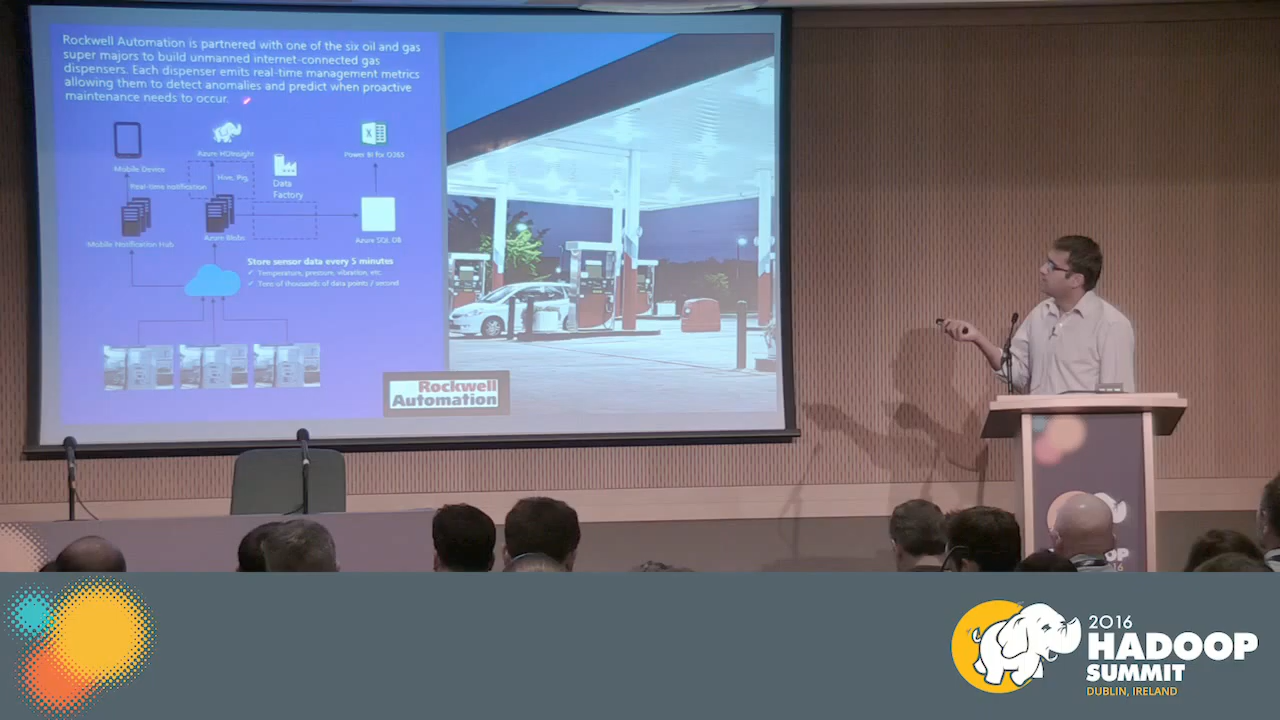 Rockwell Automation is partnered with one of the six oil and gas
super majors to build unmanned internet-connected gas
dispensers. Each dispenser emits real-time management metrics
allowing them to detect anomalies and predict when proactive
maintenance needs to occur.
Mobile Device
Azure HDInsight
Power BI for O365
Real-time notification
Hive, Pig
Data
Factory
Mobile Notification Hub
Azure Blobs
Azure SQL DB
Store sensor data every 5 minutes
✓ Temperature, pressure, vibration, etc.
✓ Tens of thousands of data points / second
Rockwell
Automation
2016
HADOOP
SUMMIT
DUBLIN, IRELAND